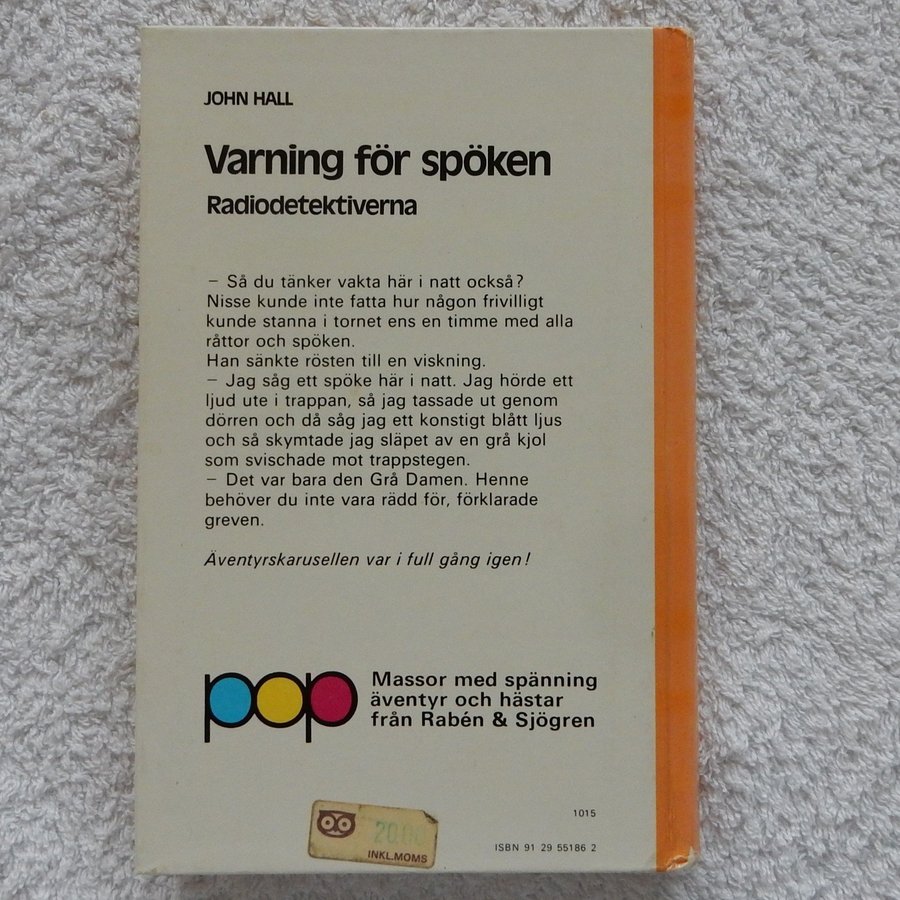 JOHN HALL
Varning för spöken
Radiodetektiverna
– Så du tänker vakta här i natt också?
Nisse kunde inte fatta hur någon frivilligt
kunde stanna i tornet ens en timme med alla
råttor och spöken.
Han sänkte rösten till en viskning.
– Jag såg ett spöke här i natt. Jag hörde ett
ljud ute i trappan, så jag tassade ut genom
dörren och då såg jag ett konstigt blått ljus
och så skymtade jag släpet av en grå kjol
som svischade mot trappstegen.
– Det var bara den Grå Damen. Henne
behöver du inte vara rädd för, förklarade
greven.
Äventyrskarusellen var i full gång igen!
pop
Massor med spänning
äventyr och hästar
från Rabén & Sjögren
1015
INKL.MOMS
ISBN 91 29 55186 2